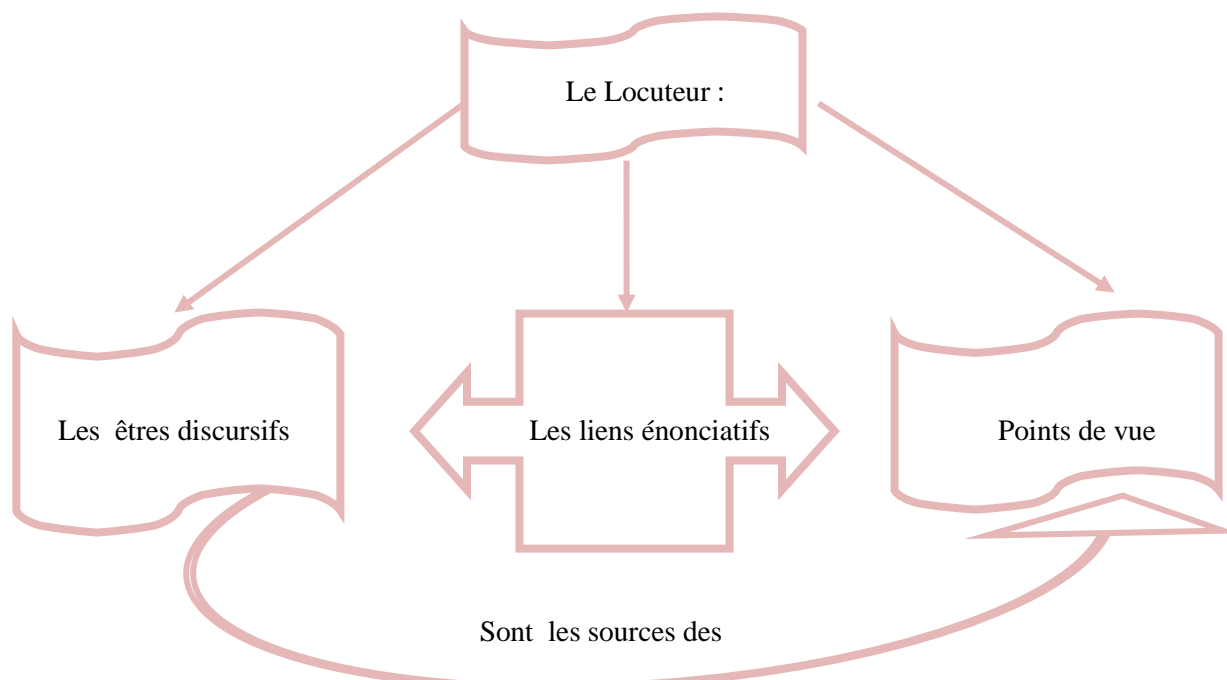 Le Locuteur :
Les êtres discursifs
Les liens énonciatifs
Points de vue
Sont les sources des